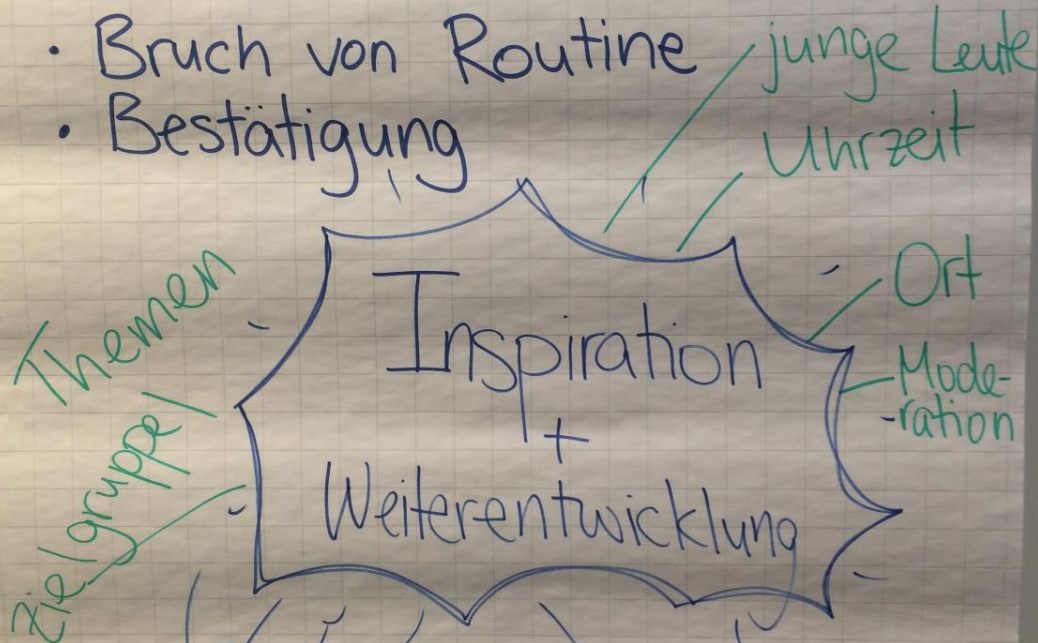 • Bruch von Routine
• Bestätigung
junge Leute
Uhrzeit
Ort
Mode-
-ration
Themen
Zielgruppe
Inspiration
+
Weiterentwicklung